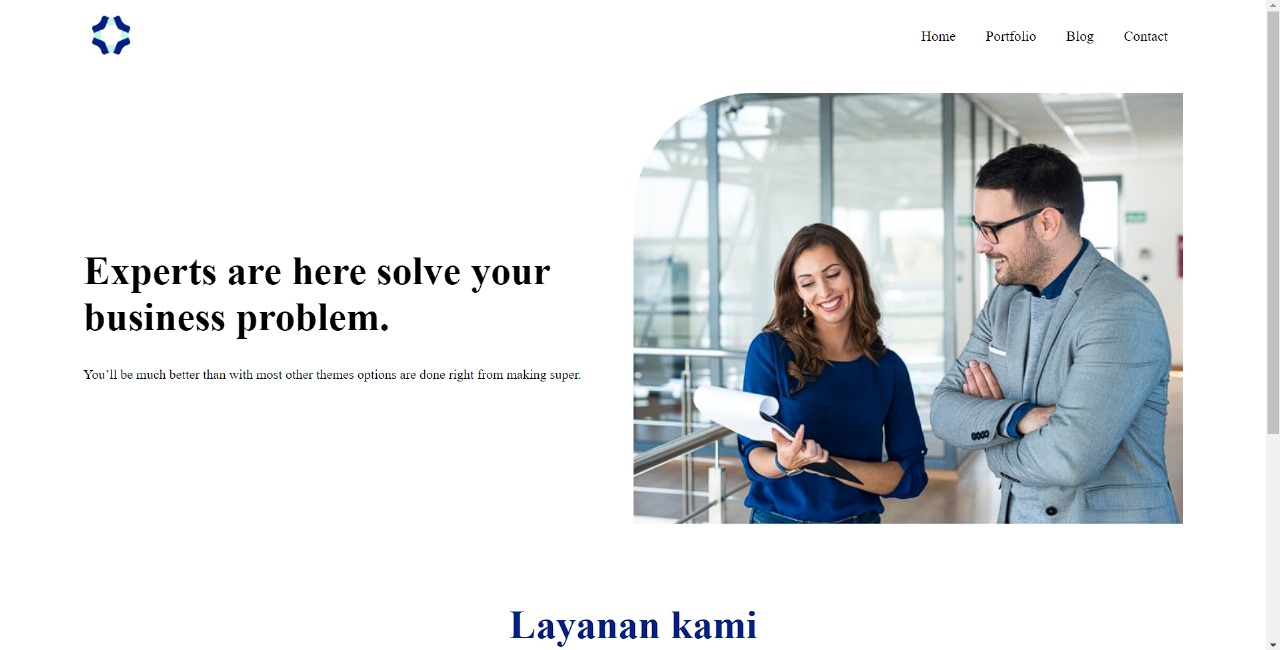 Home Portfolio Blog Contact
Experts are here solve your
business problem.
You’ll be much better than with most other themes options are done right from making super.
Layanan kami